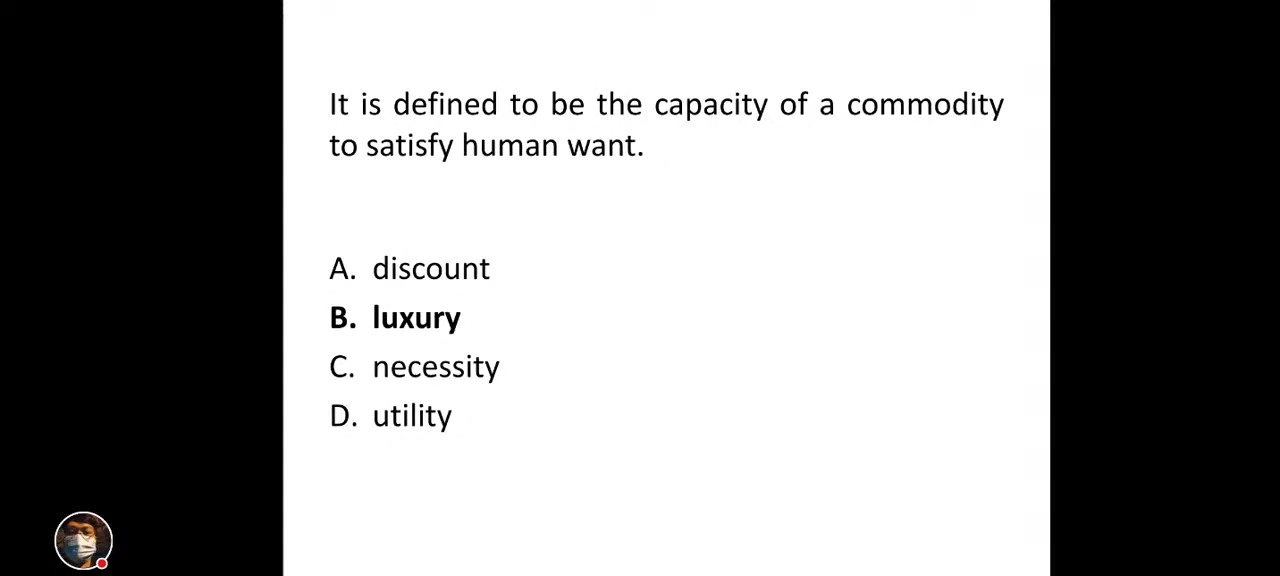 It is defined to be the capacity of a commodity
to satisfy human want.
A. discount
B. luxury
C. necessity
D. utility